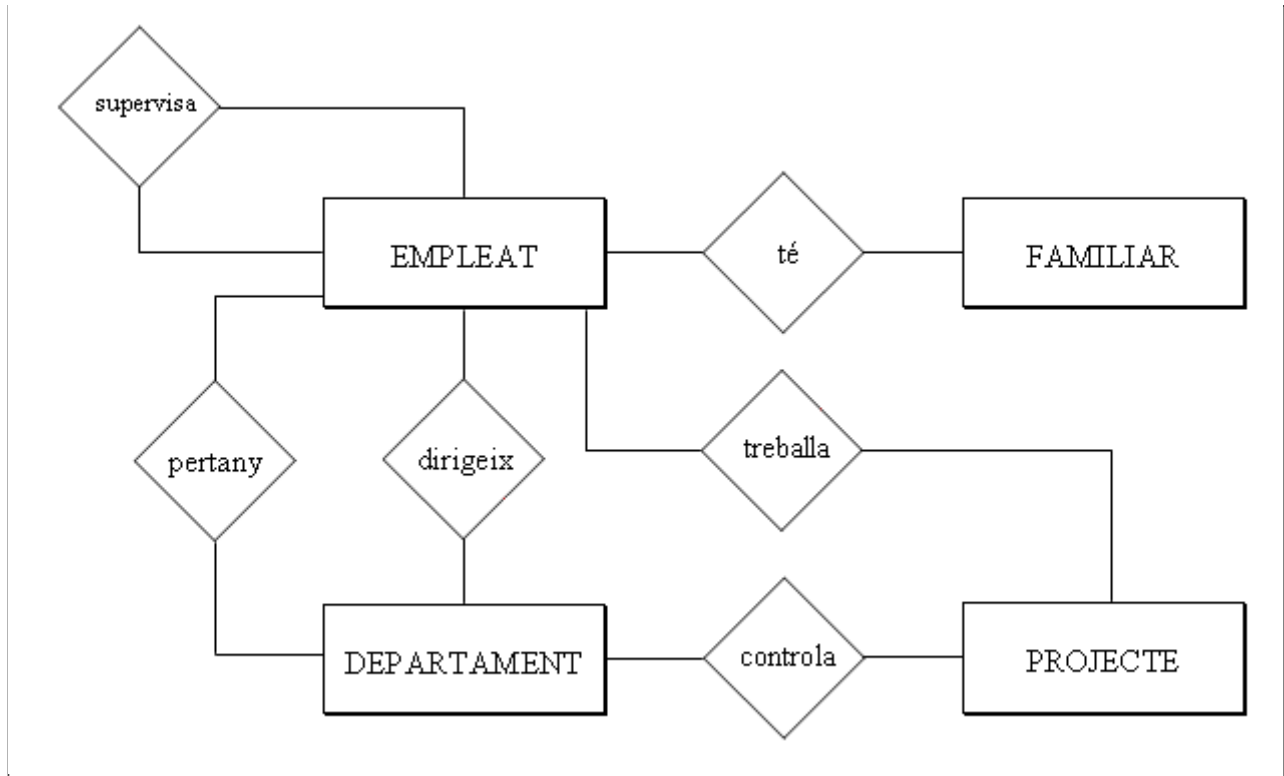 supervisa
EMPLEAT
té
FAMILIAR
pertany
dirigeix
treballa
DEPARTAMENT
controla
PROJECTE